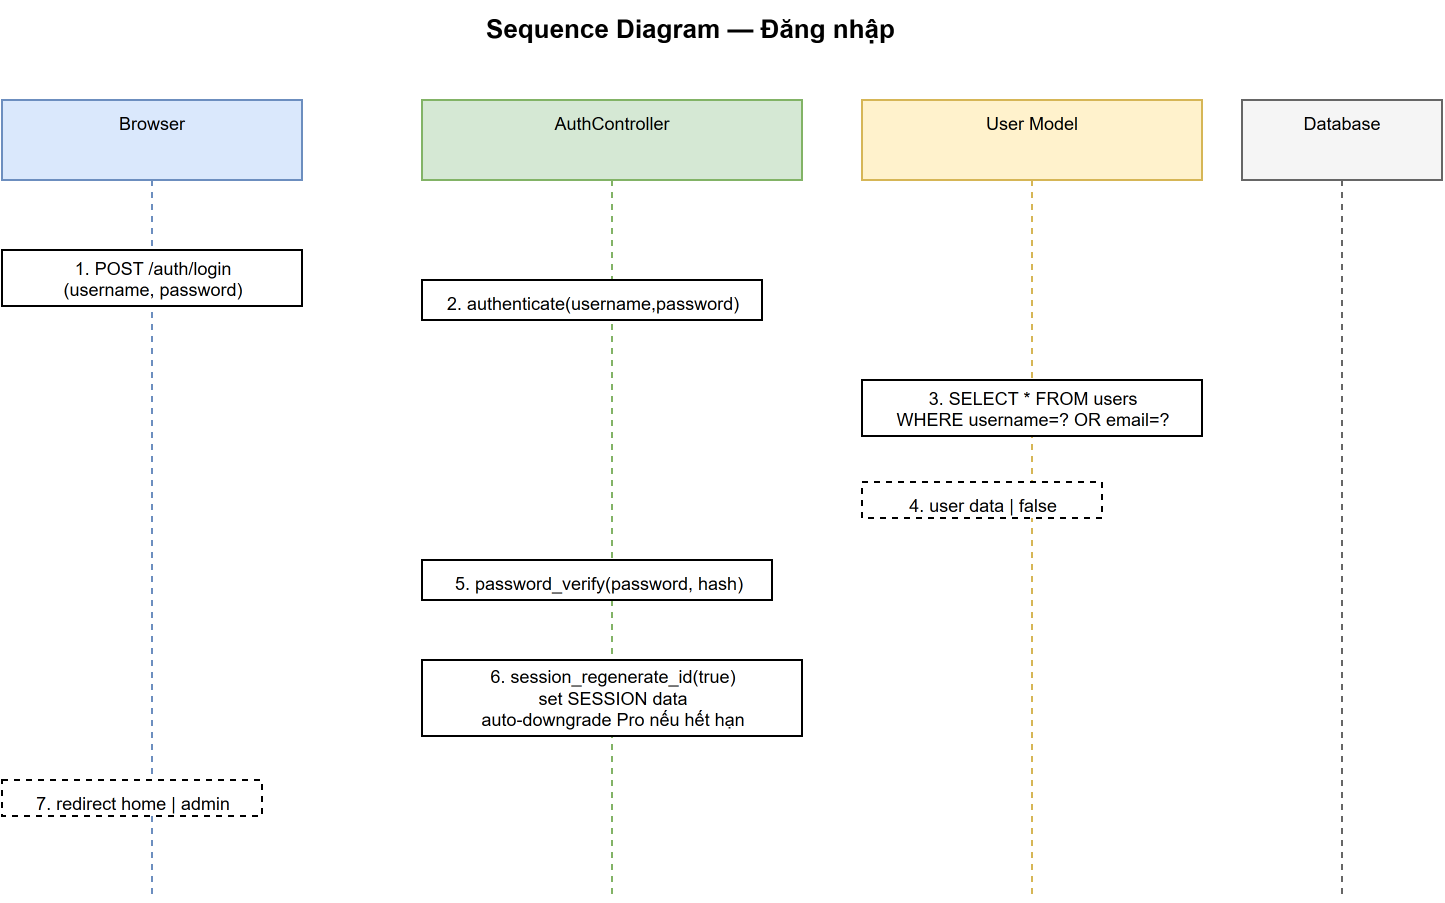 Sequence Diagram — Đăng nhập
Browser
AuthController
User Model
Database
1. POST /auth/login
(username, password)
2. authenticate(username,password)
3. SELECT * FROM users
WHERE username=? OR email=?
4. user data | false
5. password_verify(password, hash)
6. session_regenerate_id(true)
set SESSION data
auto-downgrade Pro nếu hết hạn
7. redirect home | admin